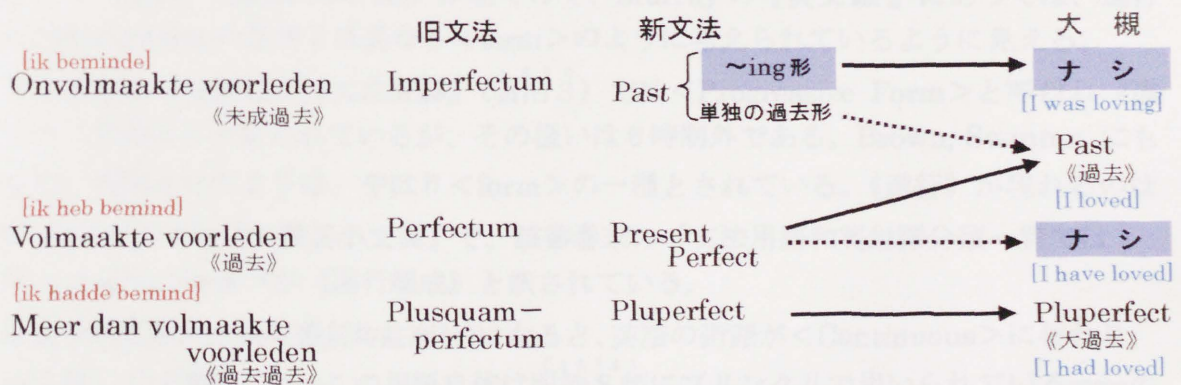 旧文法 新文法 大 槻
[ik beminde]
Onvolmaakte voorleden Imperfectum Past ～ing形 ナ シ
《未成過去》 単独の過去形 [I was loving]
Past
《過去》
[I loved]
[ik heb bemind]
Volmaakte voorleden Perfectum Present ナ シ
《過去》 Perfect [I have loved]
[ik hadde bemind]
Meer dan volmaakte Plusquam- Pluperfect Pluperfect
voorleden perfectum 《大過去》
《過去過去》 [I had loved]